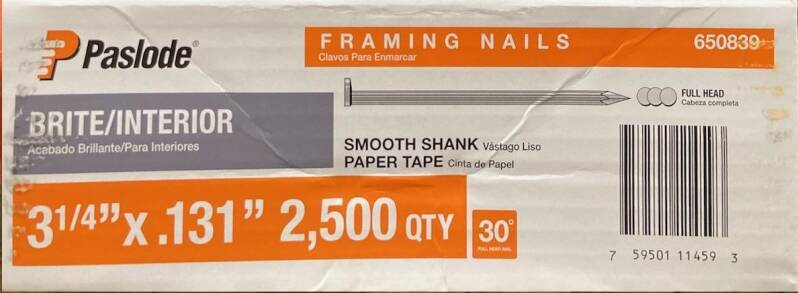 Paslode®
FRAMING NAILS
Clavos Para Enmarcar
650839
FULL HEAD
Cabeza completa
BRITE/INTERIOR
Acabado Brillante/Para Interiores
SMOOTH SHANK Vástago Liso
PAPER TAPE Cinta de Papel
3 1/4” x .131” 2,500 QTY
30°
FULL HEAD NAIL
7 59501 11459 3